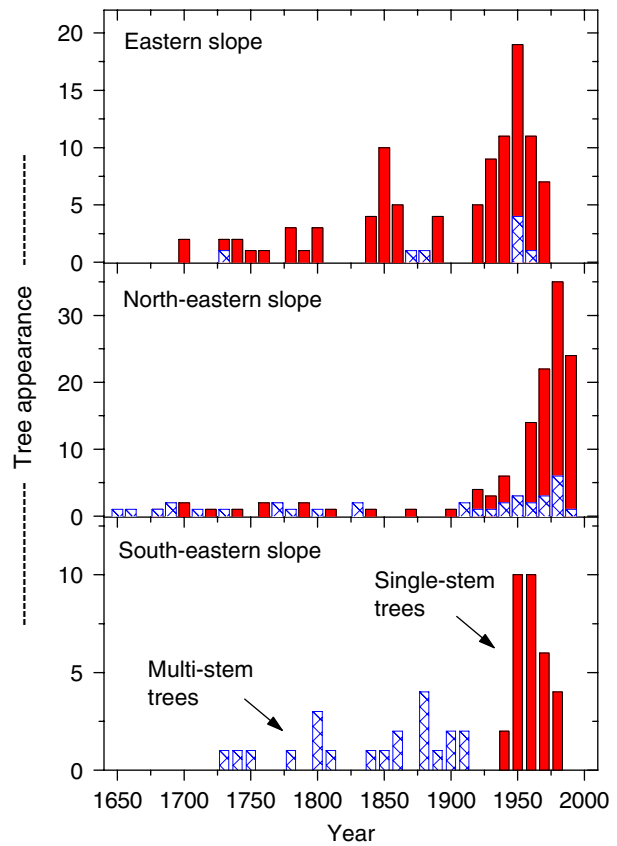 Eastern slope
20
15
10
5
0
North-eastern slope
30
20
10
0
South-eastern slope
10
5
0
Single-stem
trees
Multi-stem
trees
1650 1700 1750 1800 1850 1900 1950 2000
Year
Tree appearance